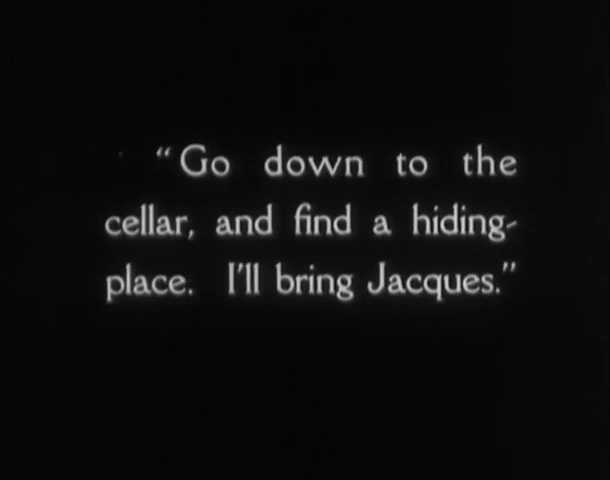 “Go down to the
cellar, and find a hiding-
place. I'll bring Jacques.”